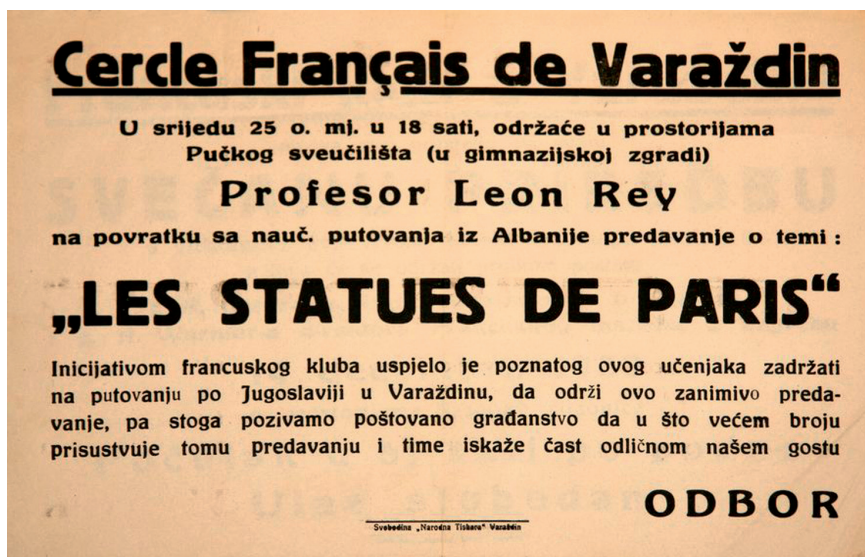 Cercle Français de Varaždin
U srijedu 25 o. mj. u 18 sati, održaće u prostorijama
Pučkog sveučilišta (u gimnazijskoj zgradi)
Profesor Leon Rey
na povratku sa nauč. putovanja iz Albanije predavanje o temi :
„LES STATUES DE PARIS“
Inicijativom francuskog kluba uspjelo je poznatog ovog učenjaka zadržati
na putovanju po Jugoslaviji u Varaždinu, da održi ovo zanimivo preda-
vanje, pa stoga pozivamo poštovano građanstvo da u što većem broju
prisustvuje tomu predavanju i time iskaže čast odličnom našem gostu
ODBOR
Svobodina „Narodna Tiskara“ Varaždin